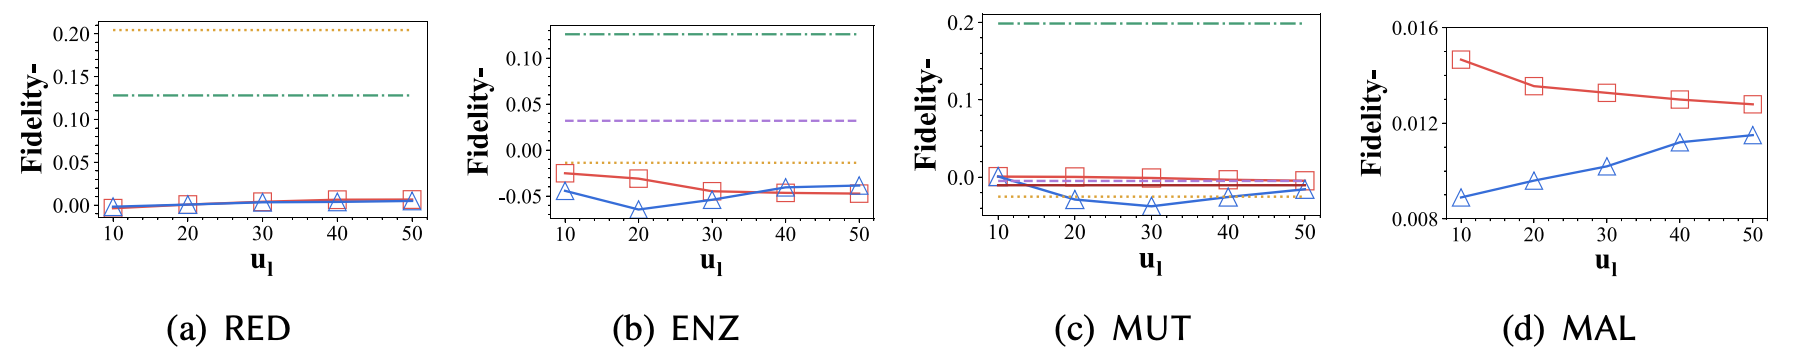 Fidelity-
0.20
0.15
0.10
0.05
0.00
10 20 30 40 50
u_l
(a) RED
Fidelity-
0.10
0.05
0.00
-0.05
10 20 30 40 50
u_l
(b) ENZ
Fidelity-
0.2
0.1
0.0
10 20 30 40 50
u_l
(c) MUT
Fidelity-
0.016
0.012
0.008
10 20 30 40 50
u_l
(d) MAL